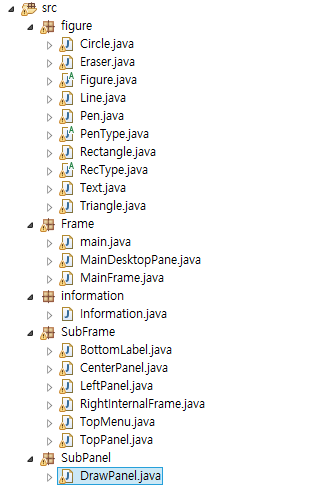 src
figure
Circle.java
Eraser.java
Figure.java
Line.java
Pen.java
PenType.java
Rectangle.java
RecType.java
Text.java
Triangle.java
Frame
main.java
MainDesktopPane.java
MainFrame.java
information
Information.java
SubFrame
BottomLabel.java
CenterPanel.java
LeftPanel.java
RightInternalFrame.java
TopMenu.java
TopPanel.java
SubPanel
DrawPanel.java